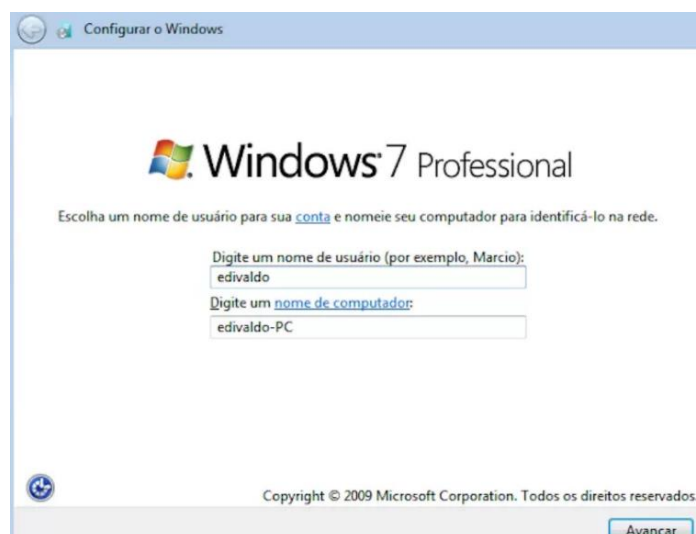 Configurar o Windows
Windows 7 Professional
Escolha um nome de usuário para sua conta e nomeie seu computador para identificá-lo na rede.
Digite um nome de usuário (por exemplo, Marcio):
edivaldo
Digite um nome de computador:
edivaldo-PC
Copyright © 2009 Microsoft Corporation. Todos os direitos reservados
Avançar